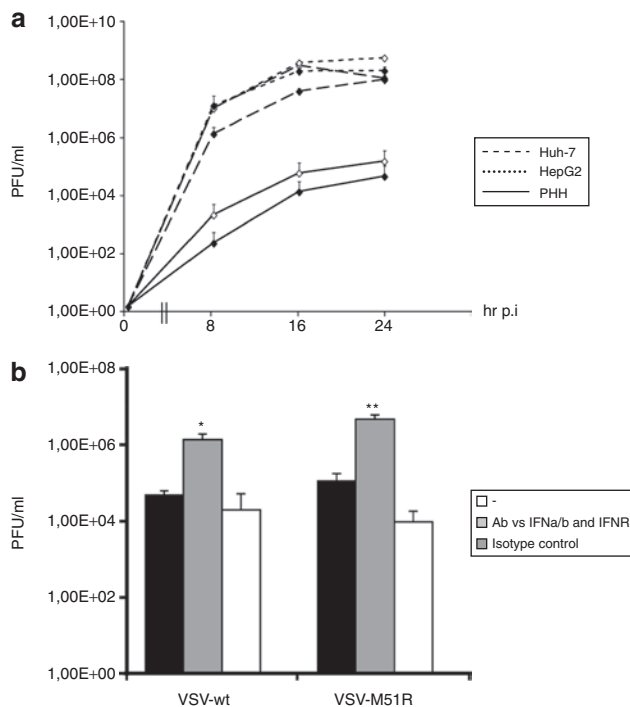 a
1,00E+10
1,00E+08
1,00E+06
1,00E+04
1,00E+02
1,00E+00
PFU/ml
0
8
16
24
hr p.i
Huh-7
HepG2
PHH
b
1,00E+08
1,00E+06
1,00E+04
1,00E+02
1,00E+00
PFU/ml
*
**
VSV-wt
VSV-M51R
-
Ab vs IFNa/b and IFNR
Isotype control